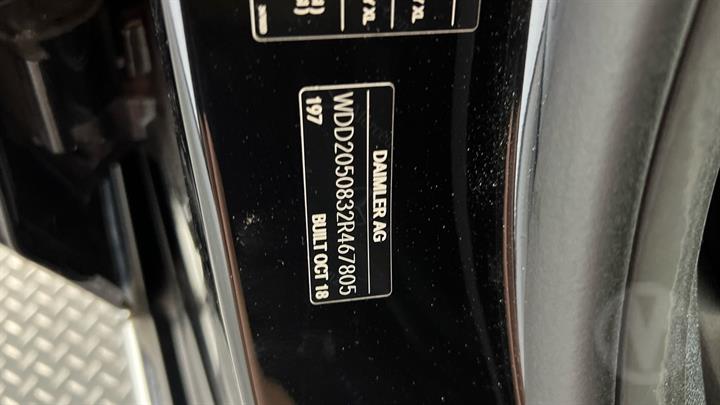 DAIMLER AG
WDD2050832R467805
197 BUILT OCT 18